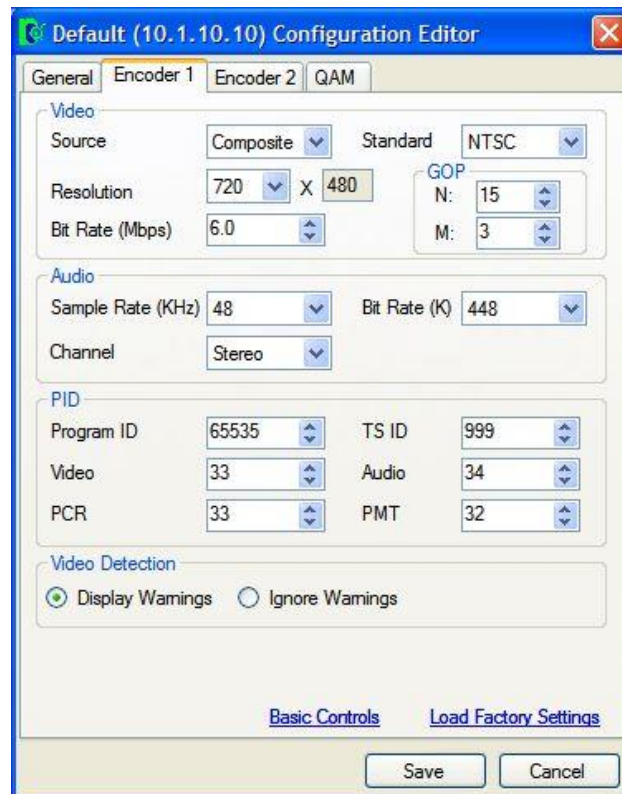 Default (10.1.10.10) Configuration Editor
General Encoder 1 Encoder 2 QAM
Video
Source Composite Standard NTSC
Resolution 720 X 480
GOP
N: 15
Bit Rate (Mbps) 6.0
M: 3
Audio
Sample Rate (KHz) 48 Bit Rate (K) 448
Channel Stereo
PID
Program ID 65535 TS ID 999
Video 33 Audio 34
PCR 33 PMT 32
Video Detection
Display Warnings Ignore Warnings
Basic Controls Load Factory Settings
Save Cancel